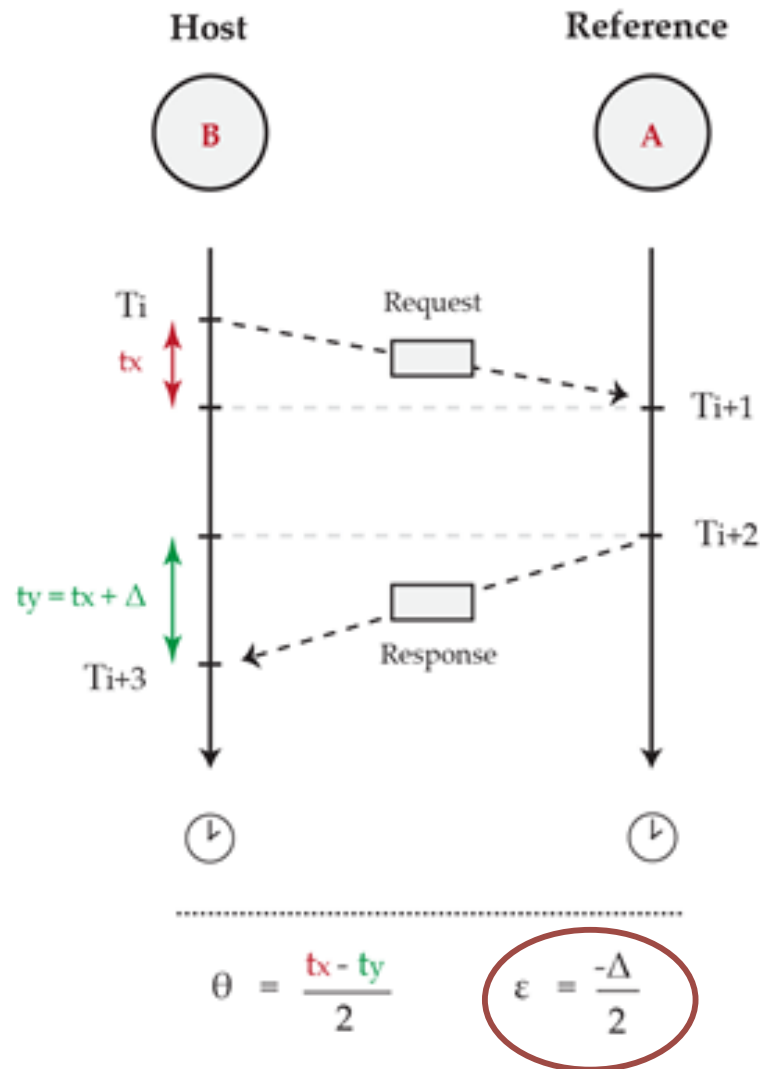 Host Reference
B A
Ti
Request
tx
Ti+1
Ti+2
ty = tx + Δ
Response
Ti+3
θ = tx - ty / 2 ε = -Δ / 2